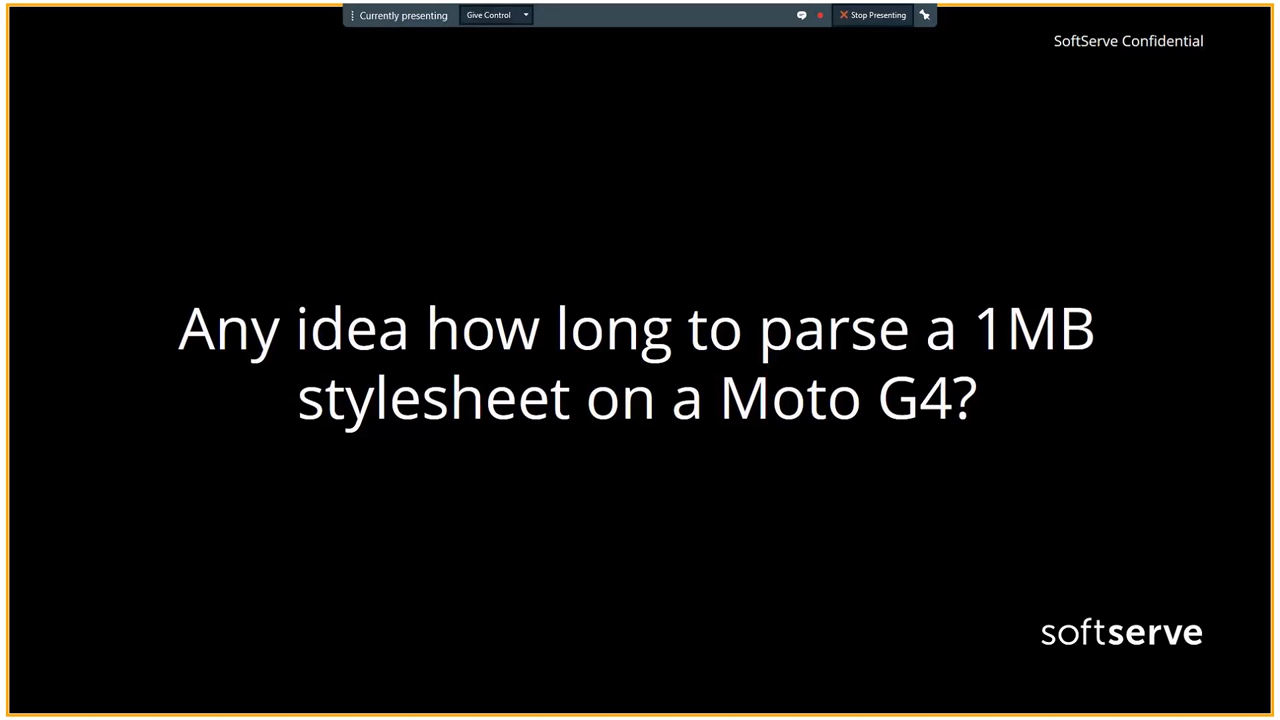 Currently presenting
Give Control
Stop Presenting
SoftServe Confidential
Any idea how long to parse a 1MB
stylesheet on a Moto G4?
softserve